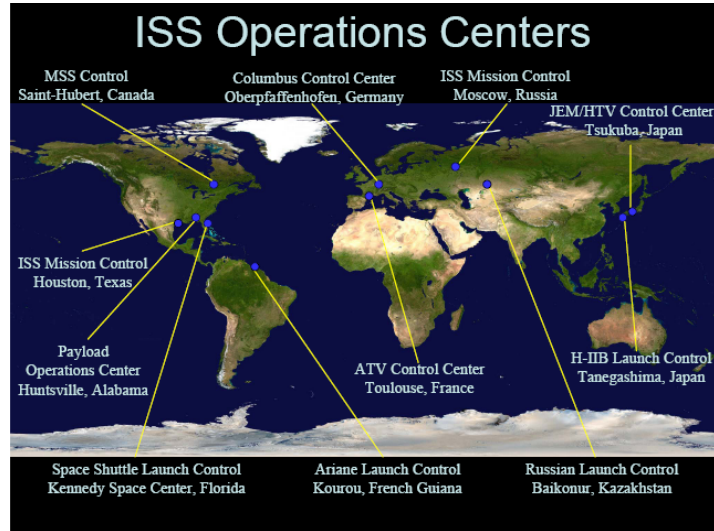 ISS Operations Centers
MSS Control
Saint-Hubert, Canada
Columbus Control Center
Oberpfaffenhofen, Germany
ISS Mission Control
Moscow, Russia
JEM/HTV Control Center
Tsukuba, Japan
ISS Mission Control
Houston, Texas
Payload
Operations Center
Huntsville, Alabama
ATV Control Center
Toulouse, France
H-IIB Launch Control
Tanegashima, Japan
Space Shuttle Launch Control
Kennedy Space Center, Florida
Ariane Launch Control
Kourou, French Guiana
Russian Launch Control
Baikonur, Kazakhstan